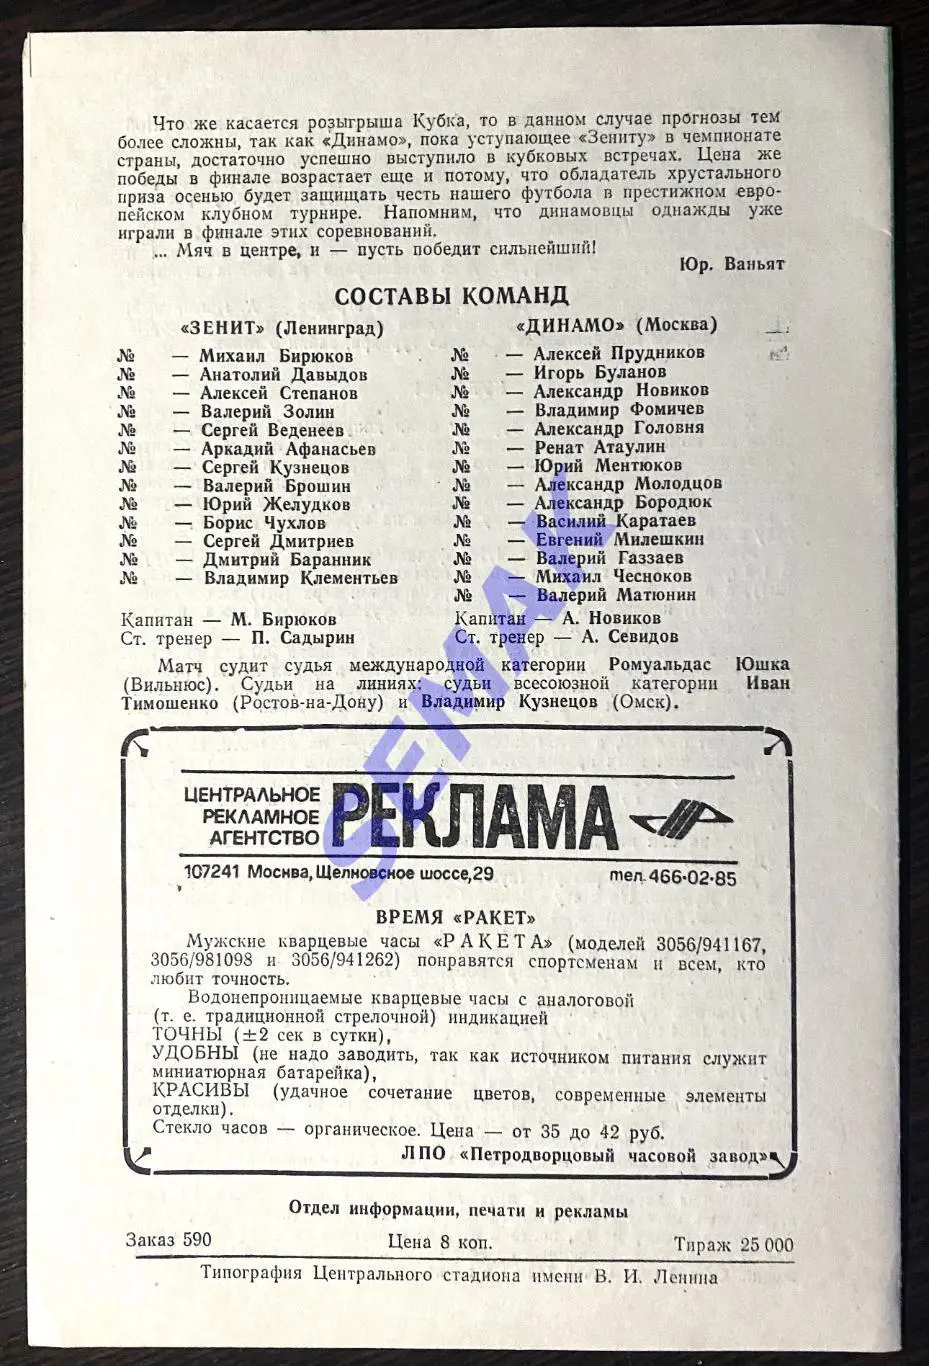 Что же касается розыгрыша Кубка, то в данном случае прогнозы тем
более сложны, так как «Динамо», пока уступающее «Зениту» в чемпионате
страны, достаточно успешно выступило в кубковых встречах. Цена же
победы в финале возрастает еще и потому, что обладатель хрустального
приза осенью будет защищать честь нашего футбола в престижном евро-
пейском клубном турнире. Напомним, что динамовцы однажды уже
играли в финале этих соревнований.
... Мяч в центре, и — пусть победит сильнейший!
Юр. Ваньят
СОСТАВЫ КОМАНД
«ЗЕНИТ» (Ленинград)
№ — Михаил Бирюков
№ — Анатолий Давыдов
№ — Алексей Степанов
№ — Валерий Золин
№ — Сергей Веденеев
№ — Аркадий Афанасьев
№ — Сергей Кузнецов
№ — Валерий Брошин
№ — Юрий Желудков
№ — Борис Чухлов
№ — Сергей Дмитриев
№ — Дмитрий Баранник
№ — Владимир Клементьев
Капитан — М. Бирюков
Ст. тренер — П. Садырин
«ДИНАМО» (Москва)
№ — Алексей Прудников
№ — Игорь Буланов
№ — Александр Новиков
№ — Владимир Фомичев
№ — Александр Головня
№ — Ренат Атаулин
№ — Юрий Ментюков
№ — Александр Молодцов
№ — Александр Бородюк
№ — Василий Каратаев
№ — Евгений Милешкин
№ — Валерий Газзаев
№ — Михаил Чесноков
№ — Валерий Матюнин
Капитан — А. Новиков
Ст. тренер — А. Севидов
Матч судит судья международной категории Ромуальдас Юшка
(Вильнюс). Судьи на линиях: судьи всесоюзной категории Иван
Тимошенко (Ростов-на-Дону) и Владимир Кузнецов (Омск).
SEMAK
ЦЕНТРАЛЬНОЕ
РЕКЛАМНОЕ
АГЕНТСТВО
РЕКЛАМА
107241 Москва, Щелновское шоссе, 29 тел. 466-02-85
ВРЕМЯ «РАКЕТ»
Мужские кварцевые часы «РАКЕТА» (моделей 3056/941167,
3056/981098 и 3056/941262) понравятся спортсменам и всем, кто
любит точность.
Водонепроницаемые кварцевые часы с аналоговой
(т. е. традиционной стрелочной) индикацией
ТОЧНЫ (±2 сек в сутки),
УДОБНЫ (не надо заводить, так как источником питания служит
миниатюрная батарейка),
КРАСИВЫ (удачное сочетание цветов, современные элементы
отделки).
Стекло часов — органическое. Цена — от 35 до 42 руб.
ЛПО «Петродворцовый часовой завод»
Отдел информации, печати и рекламы
Заказ 590 Цена 8 коп. Тираж 25 000
Типография Центрального стадиона имени В. И. Ленина